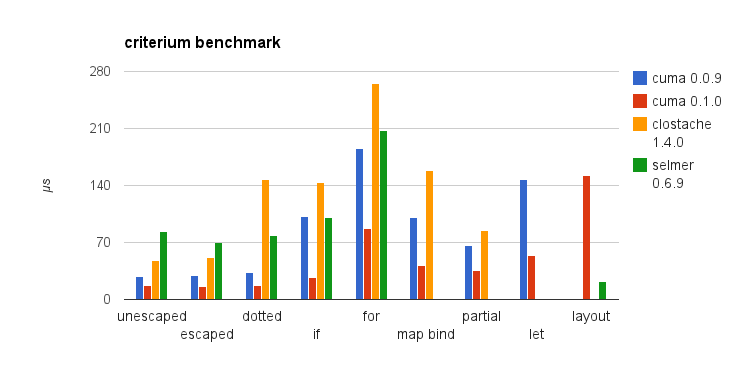 criterium benchmark
280
210
140
70
0
µs
unescaped
escaped
dotted
if
for
map bind
partial
let
layout
cuma 0.0.9
cuma 0.1.0
clostache
1.4.0
selmer
0.6.9